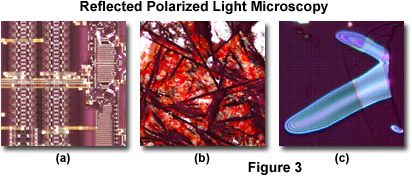 Reflected Polarized Light Microscopy
(a) (b) (c)
Figure 3